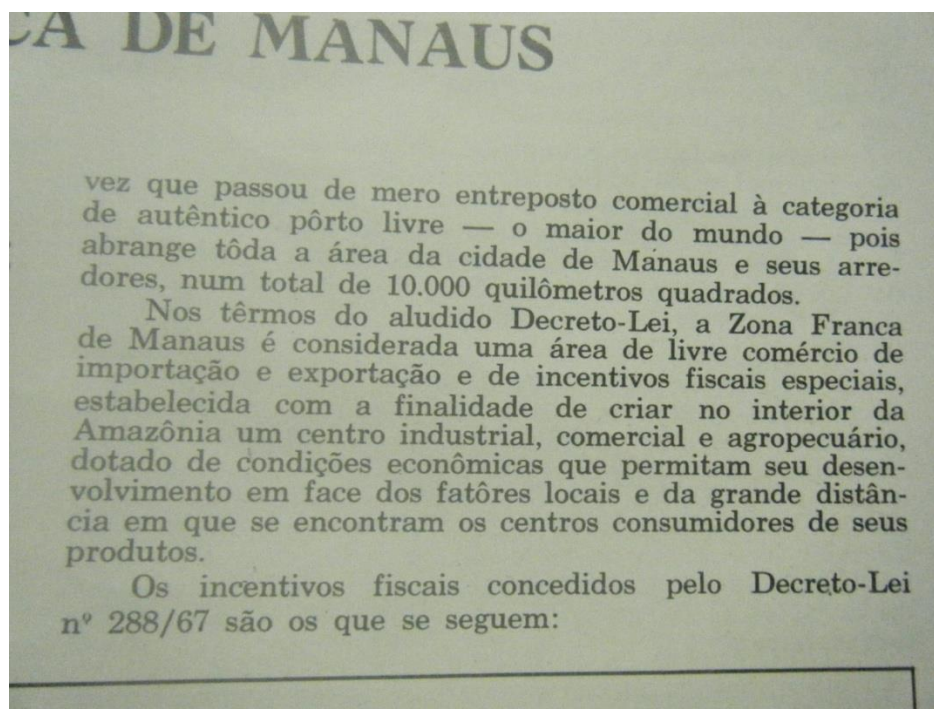 CA DE MANAUS
vez que passou de mero entreposto comercial à categoria
de autêntico pôrto livre — o maior do mundo — pois
abrange tôda a área da cidade de Manaus e seus arre-
dores, num total de 10.000 quilômetros quadrados.
Nos têrmos do aludido Decreto-Lei, a Zona Franca
de Manaus é considerada uma área de livre comércio de
importação e exportação e de incentivos fiscais especiais,
estabelecida com a finalidade de criar no interior da
Amazônia um centro industrial, comercial e agropecuário,
dotado de condições econômicas que permitam seu desen-
volvimento em face dos fatôres locais e da grande distân-
cia em que se encontram os centros consumidores de seus
produtos.
Os incentivos fiscais concedidos pelo Decreto-Lei
nº 288/67 são os que se seguem: